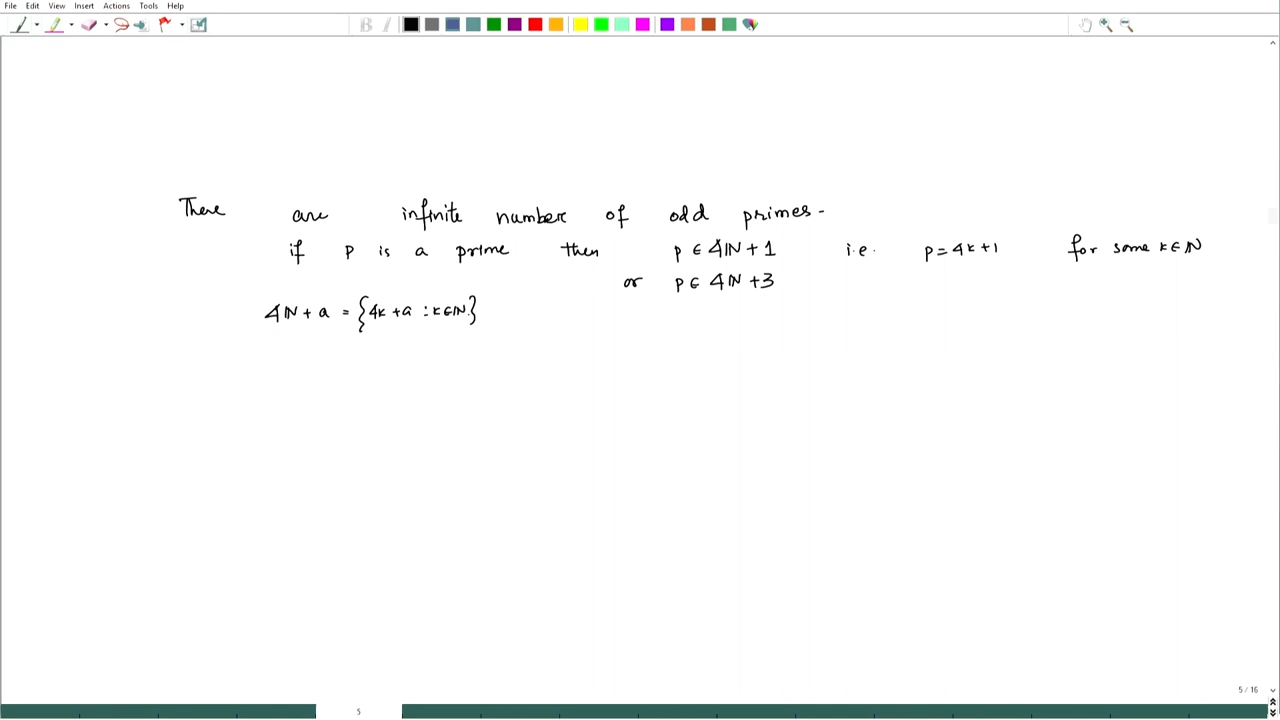 File Edit View Insert Actions Tools Help
B I
There are infinite number of odd primes.
if P is a prime then p ∈ 4ℕ + 1 i.e. p = 4k + 1 for some k ∈ ℕ
or p ∈ 4ℕ + 3
4ℕ + a = {4k + a : k ∈ ℕ}
5 / 16
5